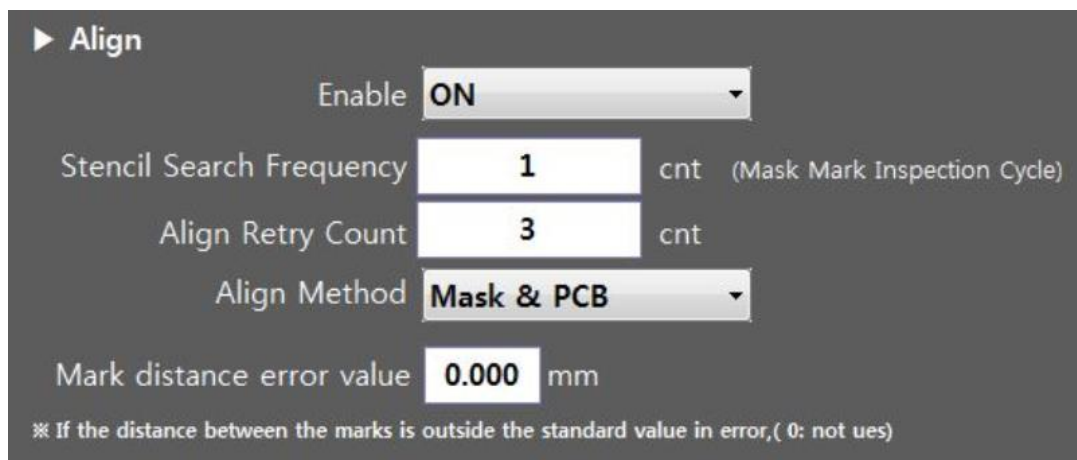 ▶ Align
Enable ON
Stencil Search Frequency 1 cnt (Mask Mark Inspection Cycle)
Align Retry Count 3 cnt
Align Method Mask & PCB
Mark distance error value 0.000 mm
※ If the distance between the marks is outside the standard value in error,( 0: not ues)